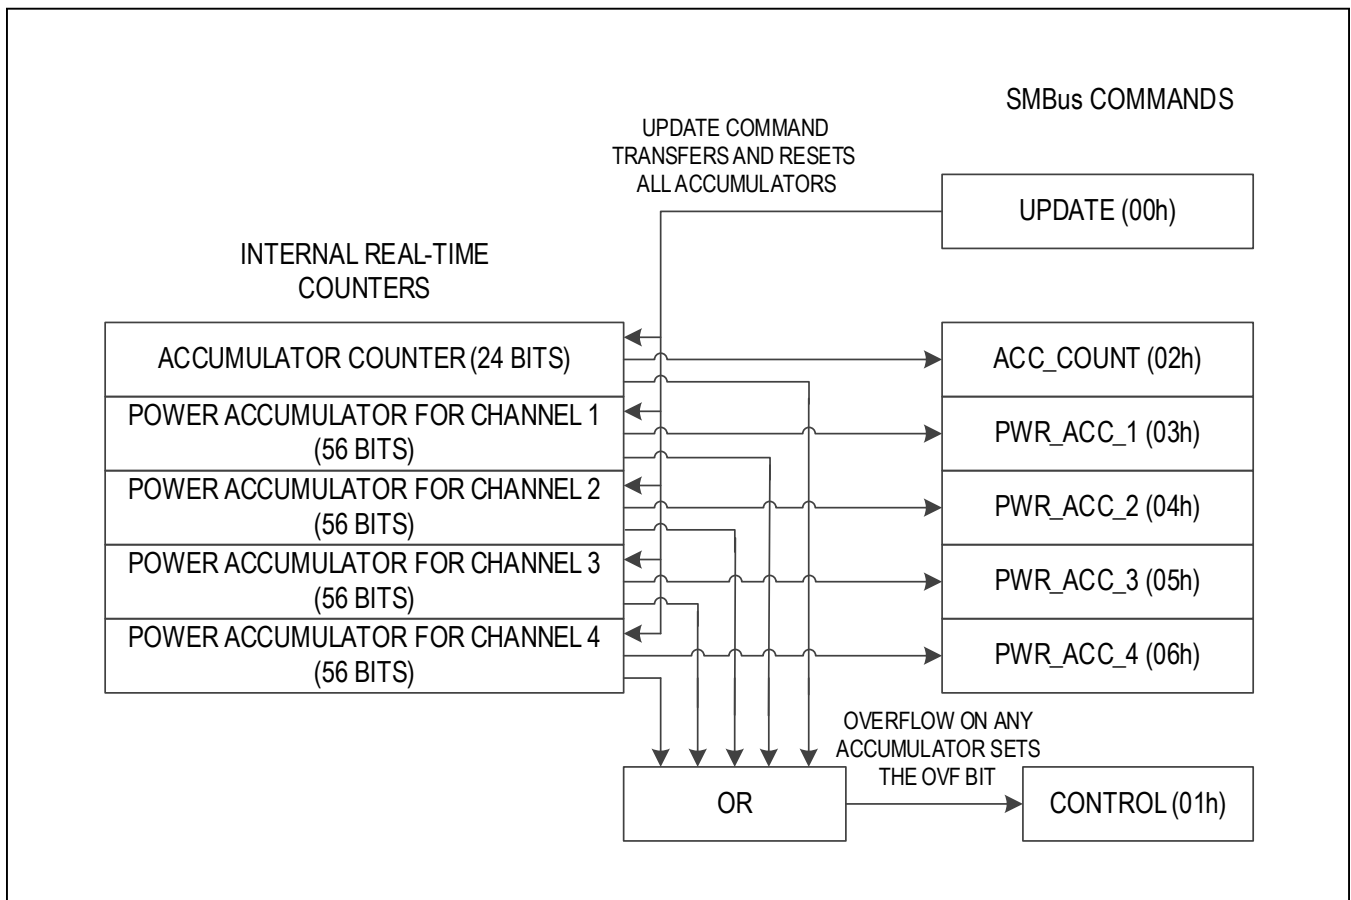 SMBus COMMANDS
UPDATE COMMAND
TRANSFERS AND RESETS
ALL ACCUMULATORS
UPDATE (00h)
INTERNAL REAL-TIME
COUNTERS
ACCUMULATOR COUNTER (24 BITS)
ACC_COUNT (02h)
POWER ACCUMULATOR FOR CHANNEL 1
(56 BITS)
PWR_ACC_1 (03h)
POWER ACCUMULATOR FOR CHANNEL 2
(56 BITS)
PWR_ACC_2 (04h)
POWER ACCUMULATOR FOR CHANNEL 3
(56 BITS)
PWR_ACC_3 (05h)
POWER ACCUMULATOR FOR CHANNEL 4
(56 BITS)
PWR_ACC_4 (06h)
OVERFLOW ON ANY
ACCUMULATOR SETS
THE OVF BIT
OR
CONTROL (01h)